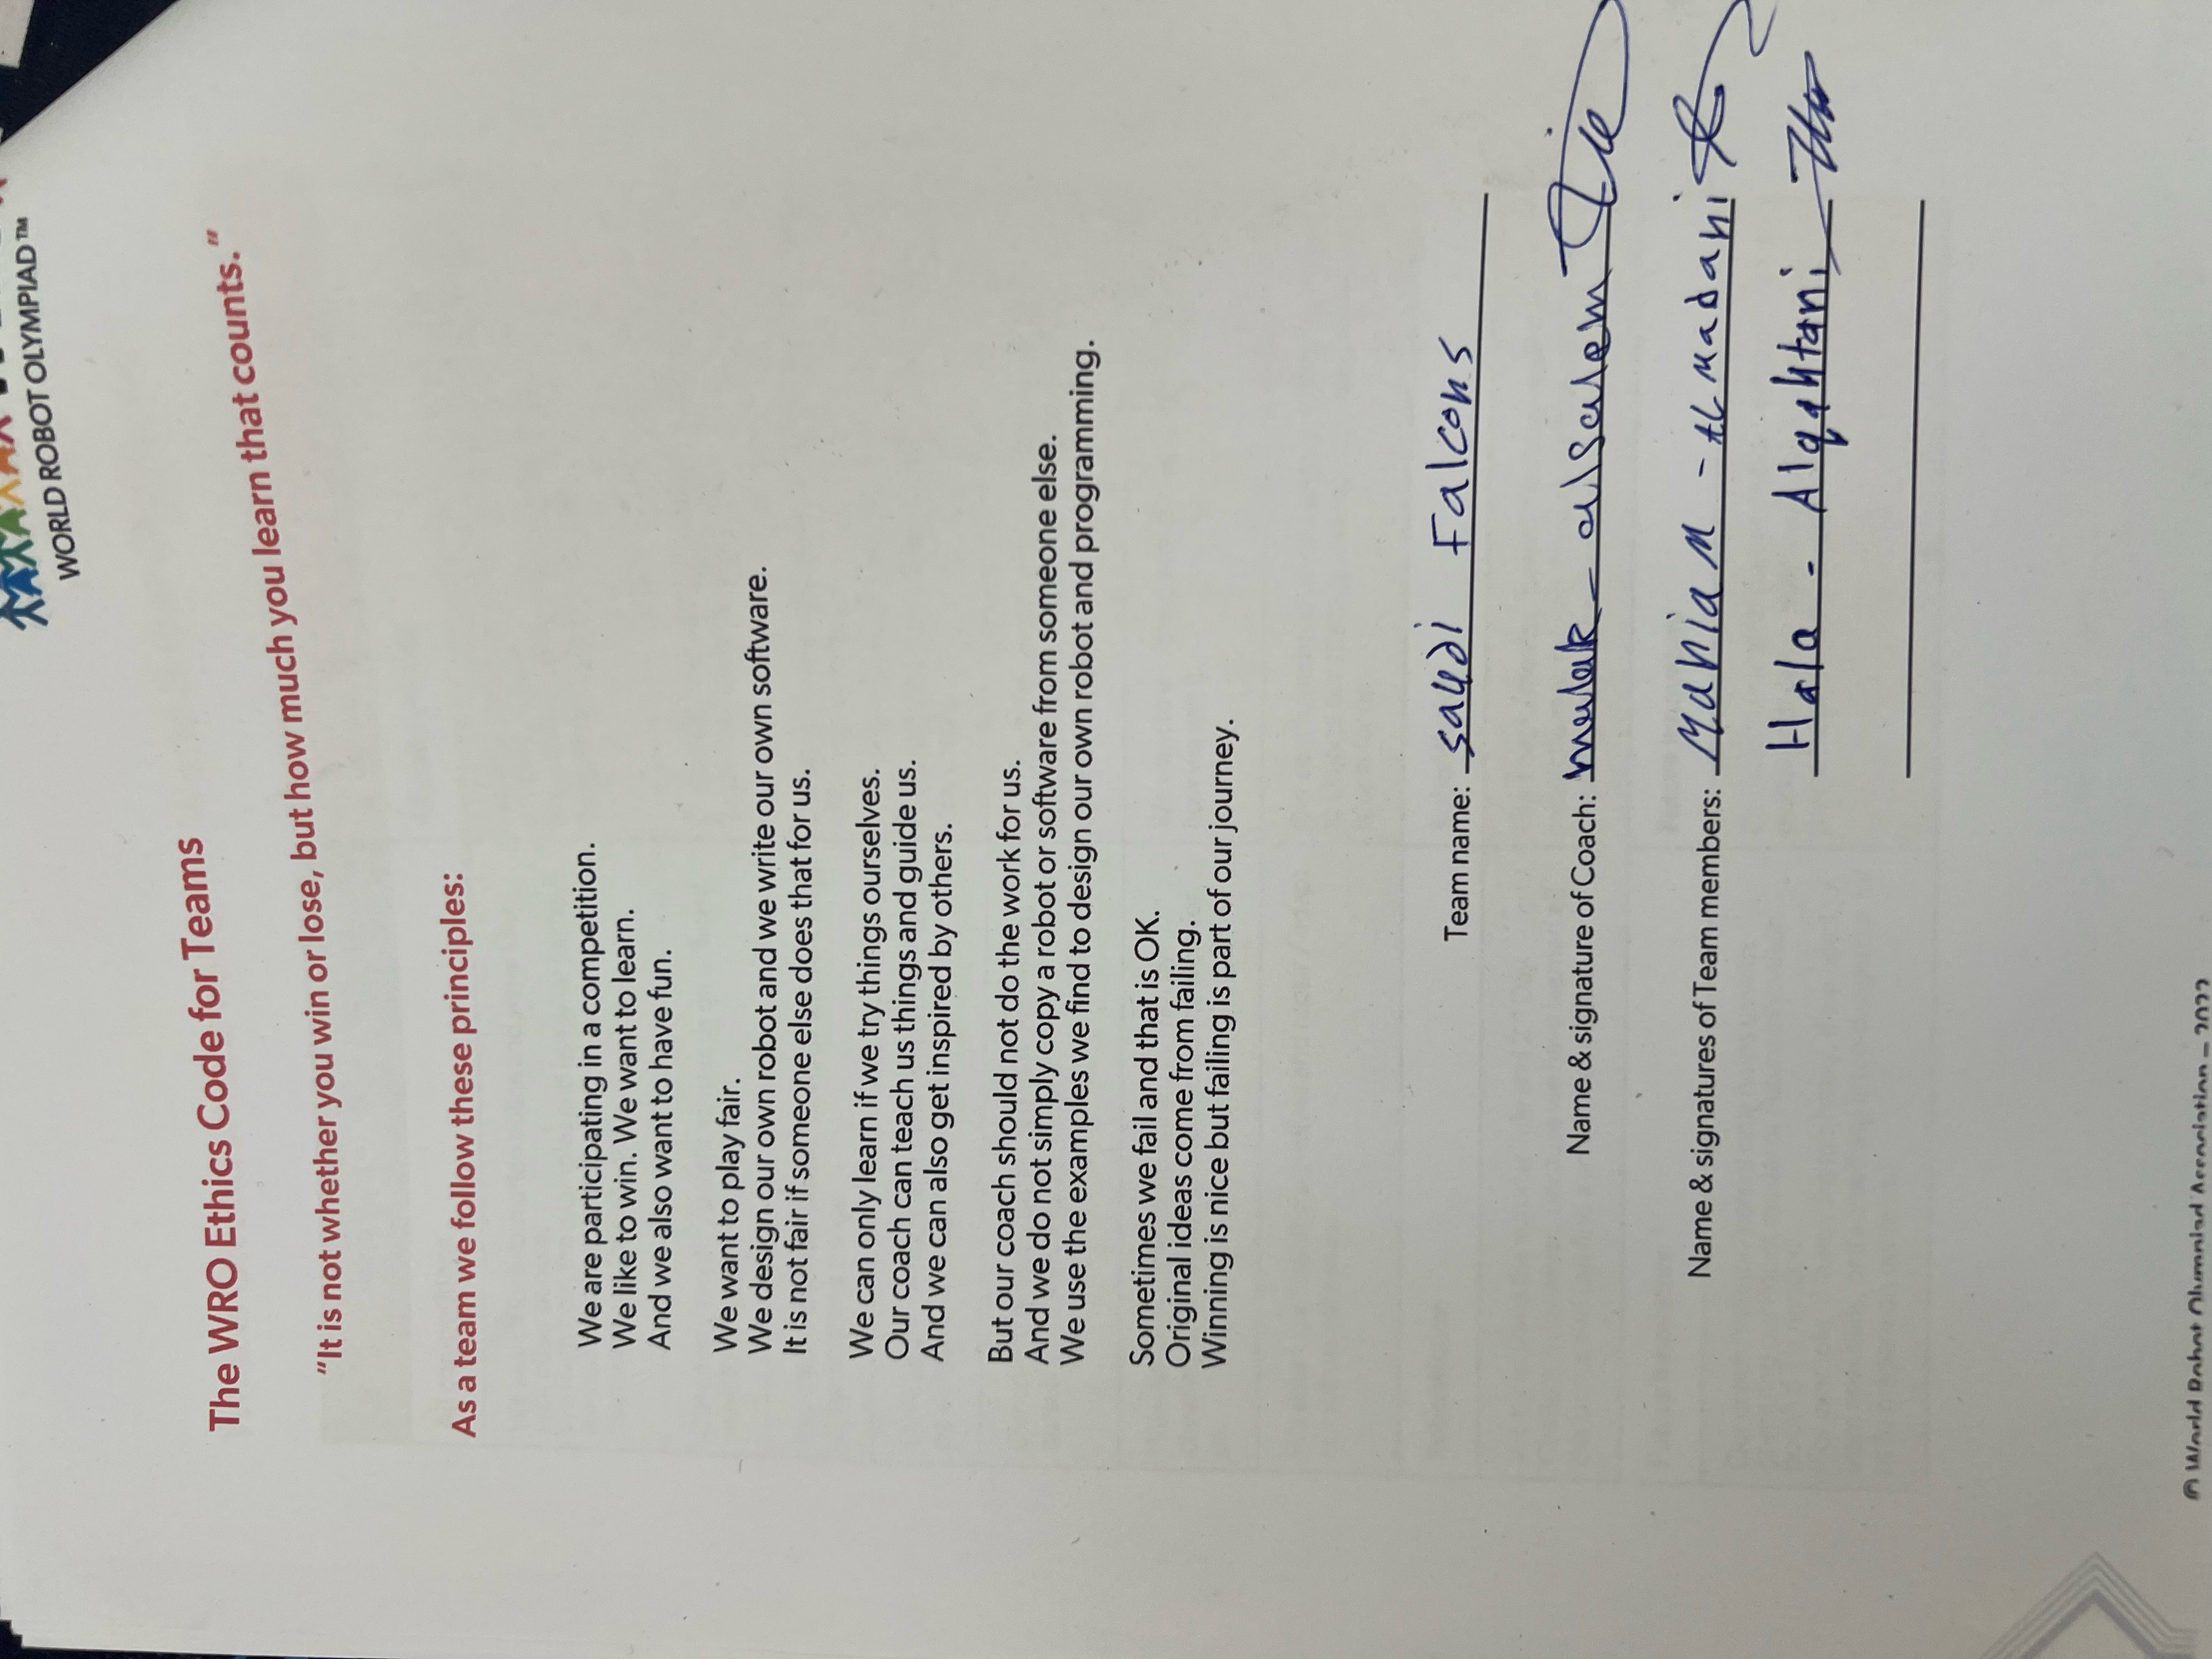 WORLD ROBOT OLYMPIAD™
The WRO Ethics Code for Teams
“It is not whether you win or lose, but how much you learn that counts.”
As a team we follow these principles:
We are participating in a competition.
We like to win. We want to learn.
And we also want to have fun.
We want to play fair.
We design our own robot and we write our own software.
It is not fair if someone else does that for us.
We can only learn if we try things ourselves.
Our coach can teach us things and guide us.
And we can also get inspired by others.
But our coach should not do the work for us.
And we do not simply copy a robot or software from someone else.
We use the examples we find to design our own robot and programming.
Sometimes we fail and that is OK.
Original ideas come from failing.
Winning is nice but failing is part of our journey.
Team name: saudi Falcons
Name & signature of Coach: malak - alsalem
Name & signatures of Team members: Mariam - AL Madani
Hala - Alqahtani
© World Robot Olympiad Association –